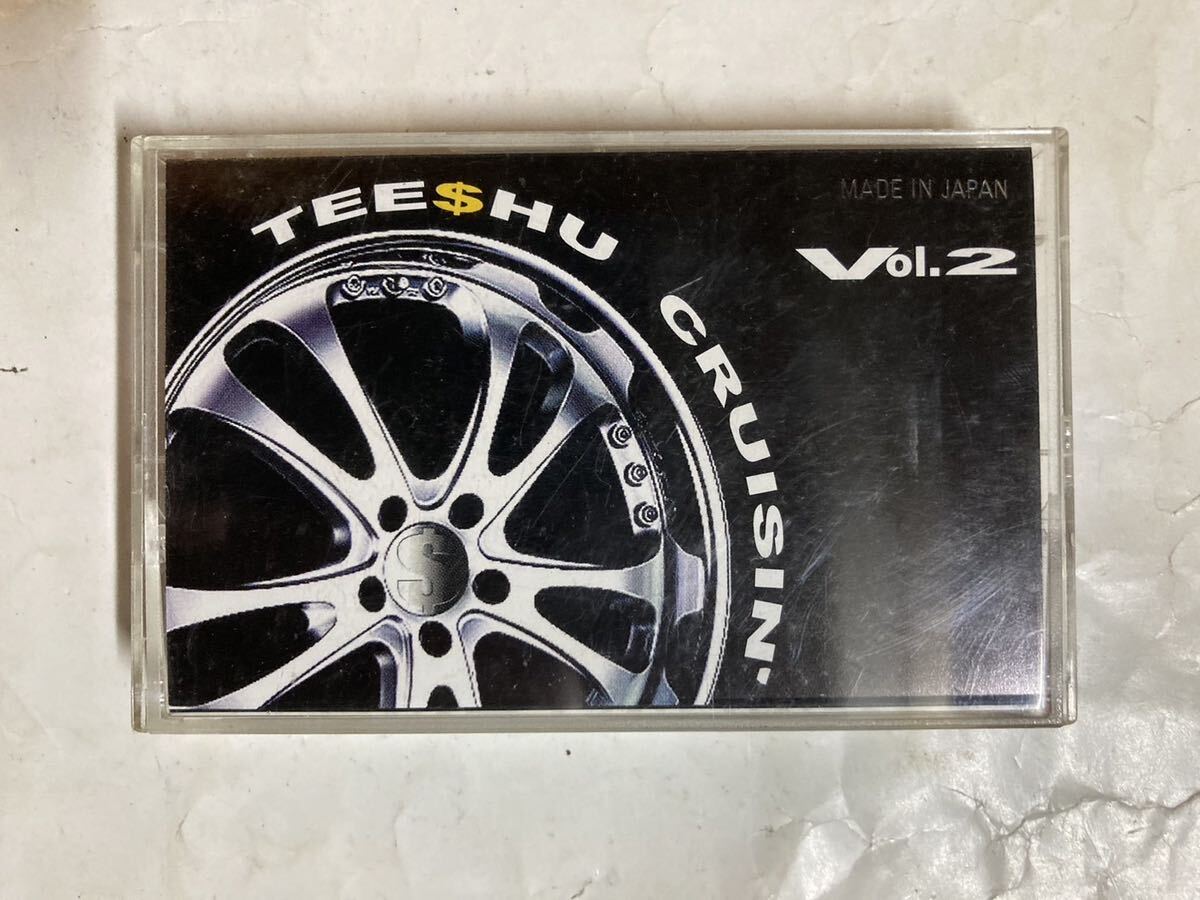 TEE$HU
CRUISIN'
MADE IN JAPAN
Vol.2